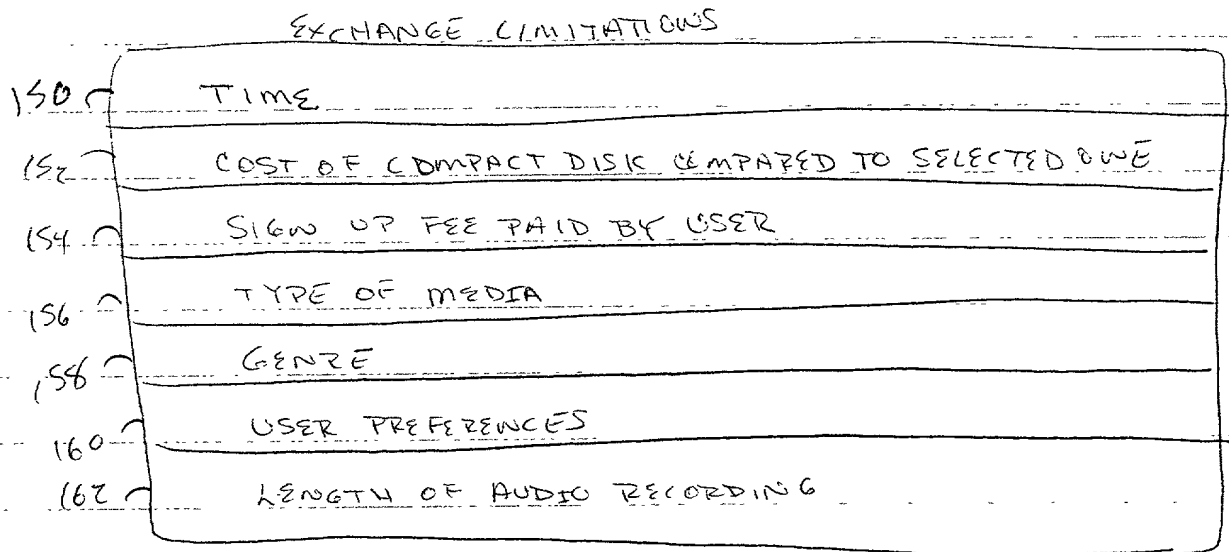 EXCHANGE LIMITATIONS
150 TIME
152 COST OF COMPACT DISK COMPARED TO SELECTED ONE
154 SIGN UP FEE PAID BY USER
156 TYPE OF MEDIA
158 GENRE
160 USER PREFERENCES
162 LENGTH OF AUDIO RECORDING